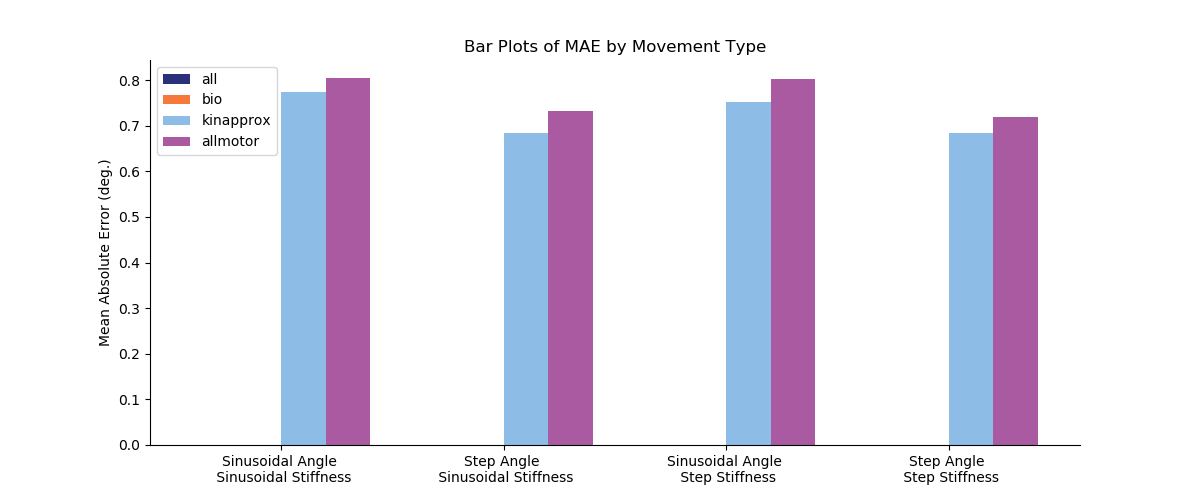 Bar Plots of MAE by Movement Type
all
bio
kinapprox
allmotor
Mean Absolute Error (deg.)
0.8
0.7
0.6
0.5
0.4
0.3
0.2
0.1
0.0
Sinusoidal Angle
Sinusoidal Stiffness
Step Angle
Sinusoidal Stiffness
Sinusoidal Angle
Step Stiffness
Step Angle
Step Stiffness